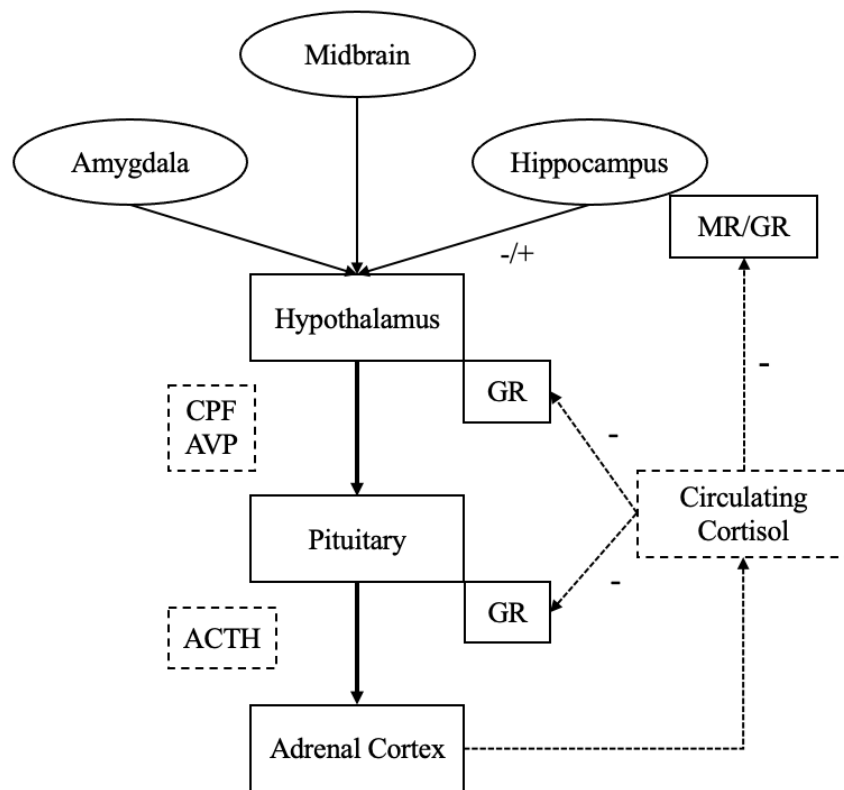 Midbrain
Amygdala
Hippocampus
MR/GR
-/+
Hypothalamus
GR
-
CPF
AVP
-
Circulating
Cortisol
Pituitary
-
GR
ACTH
Adrenal Cortex